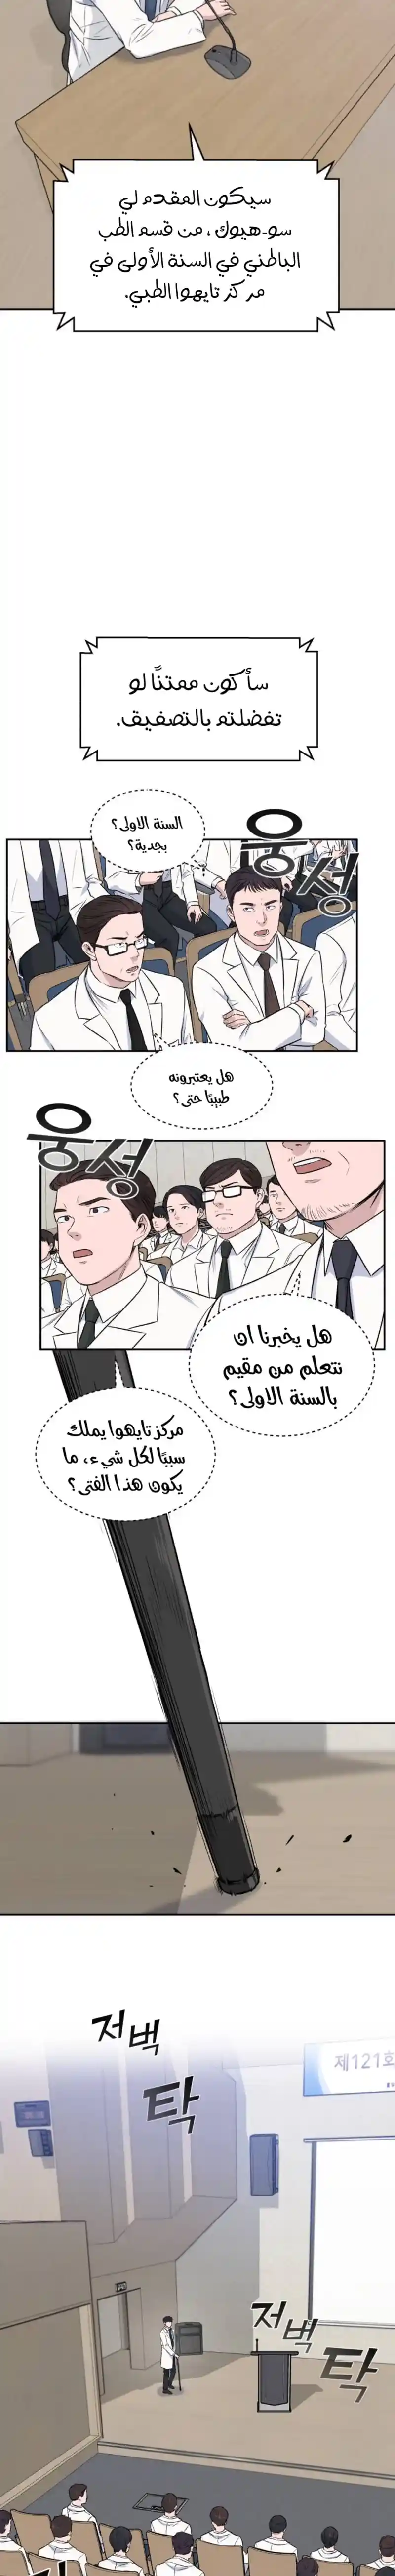 سيكون المقدم لي
سو-هيوك، من قسم الطب
الباطني في السنة الأولى في
مركز تايهوا الطبي.
سأكون ممتنًا لو
تفضلتم بالتصفيق.
السنة الاولى؟
بجدية؟
웅성
هل يعتبرونه
طبيبًا حتى؟
웅성
هل يخبرنا ان
نتعلم من مقيم
بالسنة الاولى؟
مركز تايهوا يملك
سببًا لكل شيء، ما
يكون هذا الفتى؟
저벅
탁
제121회
저벅
탁